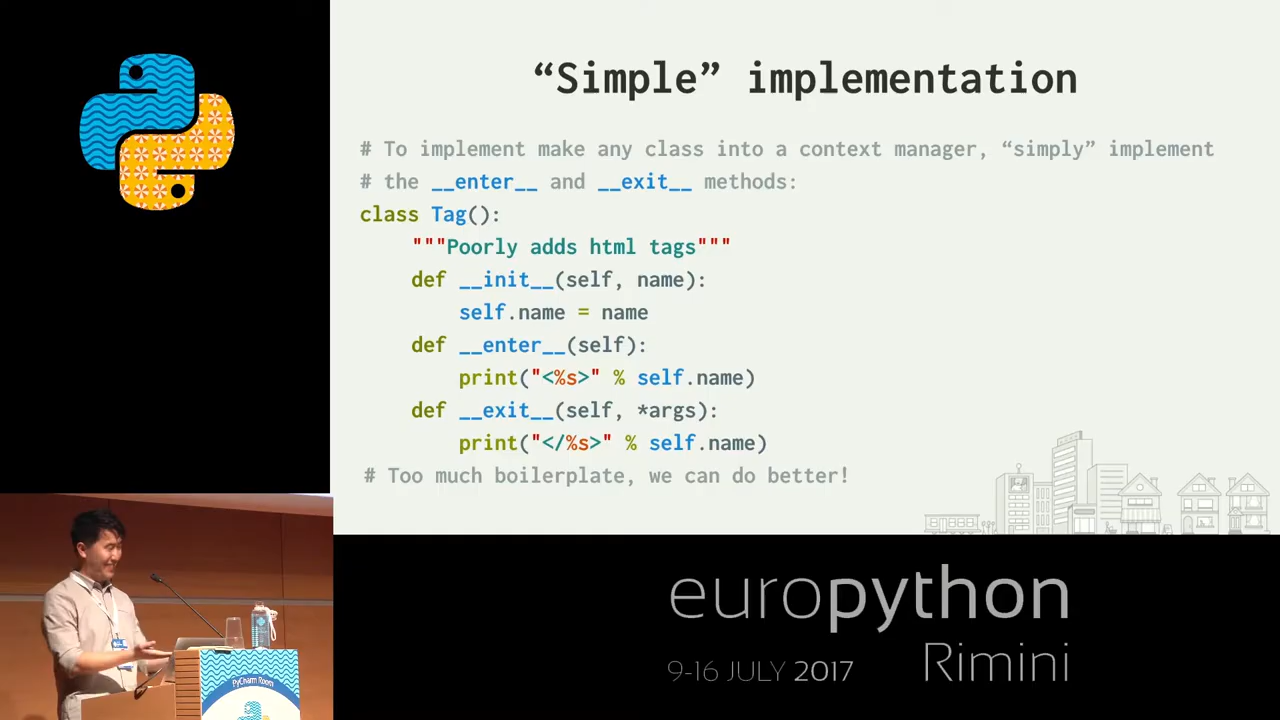 “Simple” implementation
# To implement make any class into a context manager, “simply” implement
# the __enter__ and __exit__ methods:
class Tag():
"""Poorly adds html tags"""
def __init__(self, name):
self.name = name
def __enter__(self):
print("<%s>" % self.name)
def __exit__(self, *args):
print("</%s>" % self.name)
# Too much boilerplate, we can do better!
PyCharm Room
europython
Rimini
9-16 JULY 2017